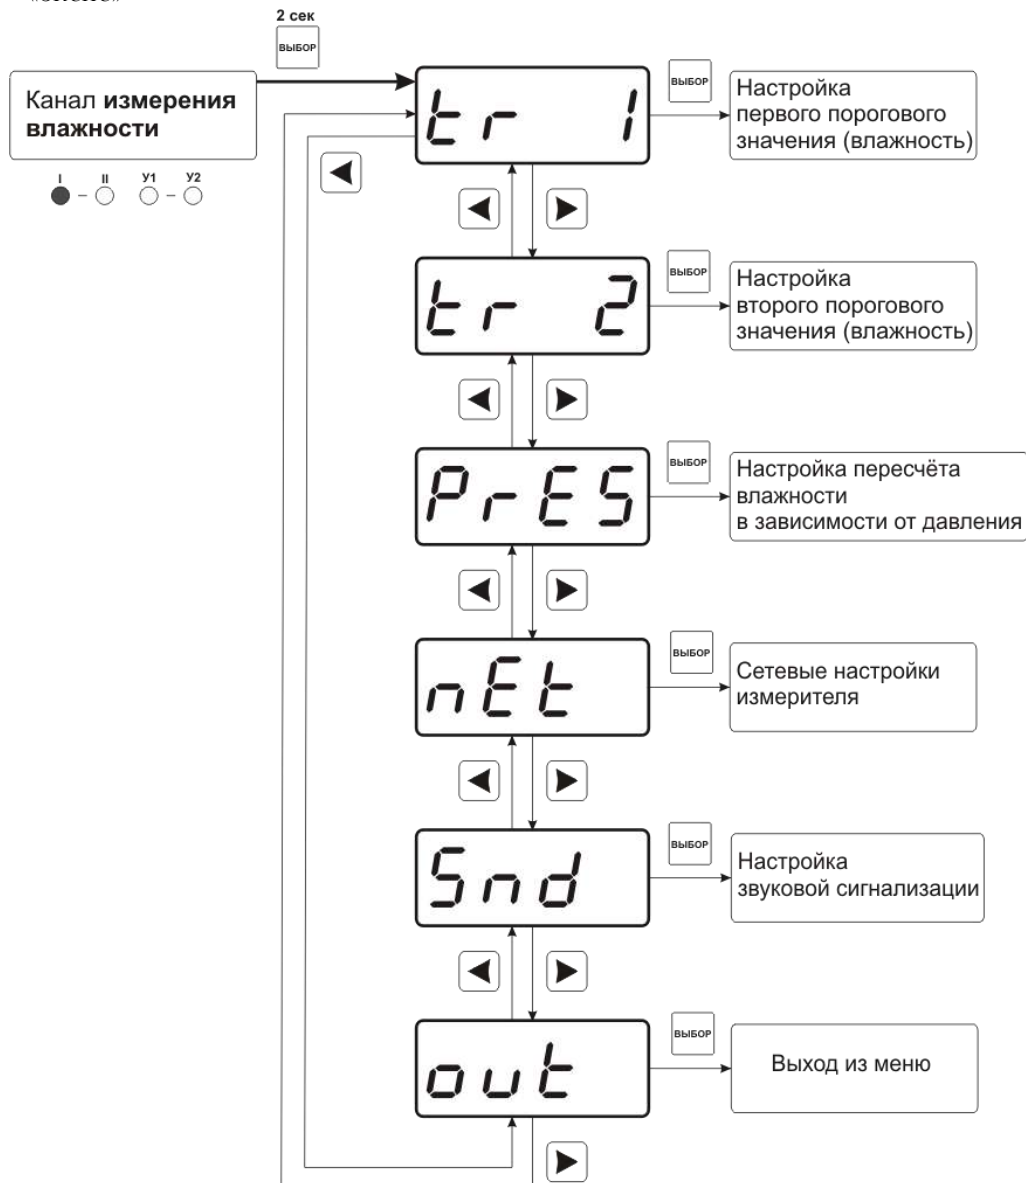 2 сек
ВЫБОР
Канал измерения
влажности
I II У1 У2
tr 1
ВЫБОР
Настройка
первого порогового
значения (влажность)
tr 2
ВЫБОР
Настройка
второго порогового
значения (влажность)
PrES
ВЫБОР
Настройка пересчёта
влажности
в зависимости от давления
nEt
ВЫБОР
Сетевые настройки
измерителя
Snd
ВЫБОР
Настройка
звуковой сигнализации
out
ВЫБОР
Выход из меню